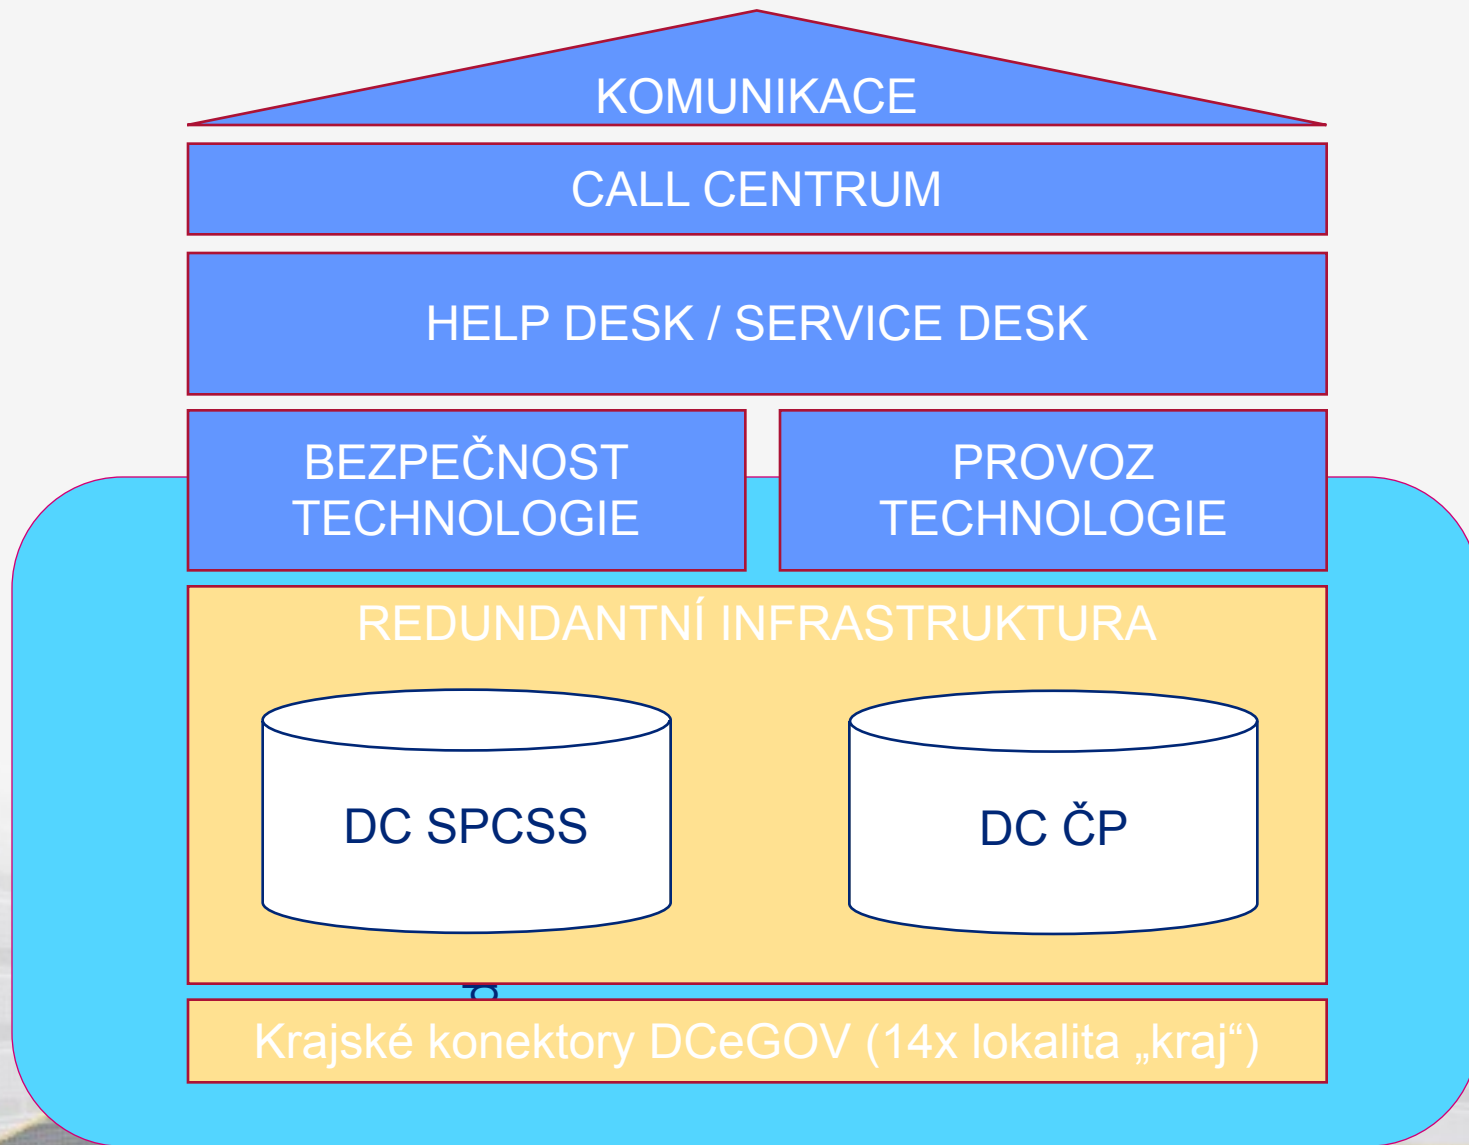 KOMUNIKACE
CALL CENTRUM
HELP DESK / SERVICE DESK
BEZPEČNOST
TECHNOLOGIE
PROVOZ
TECHNOLOGIE
REDUNDANTNÍ INFRASTRUKTURA
DC SPCSS
DC ČP
Krajské konektory DCeGOV (14x lokalita „kraj“)